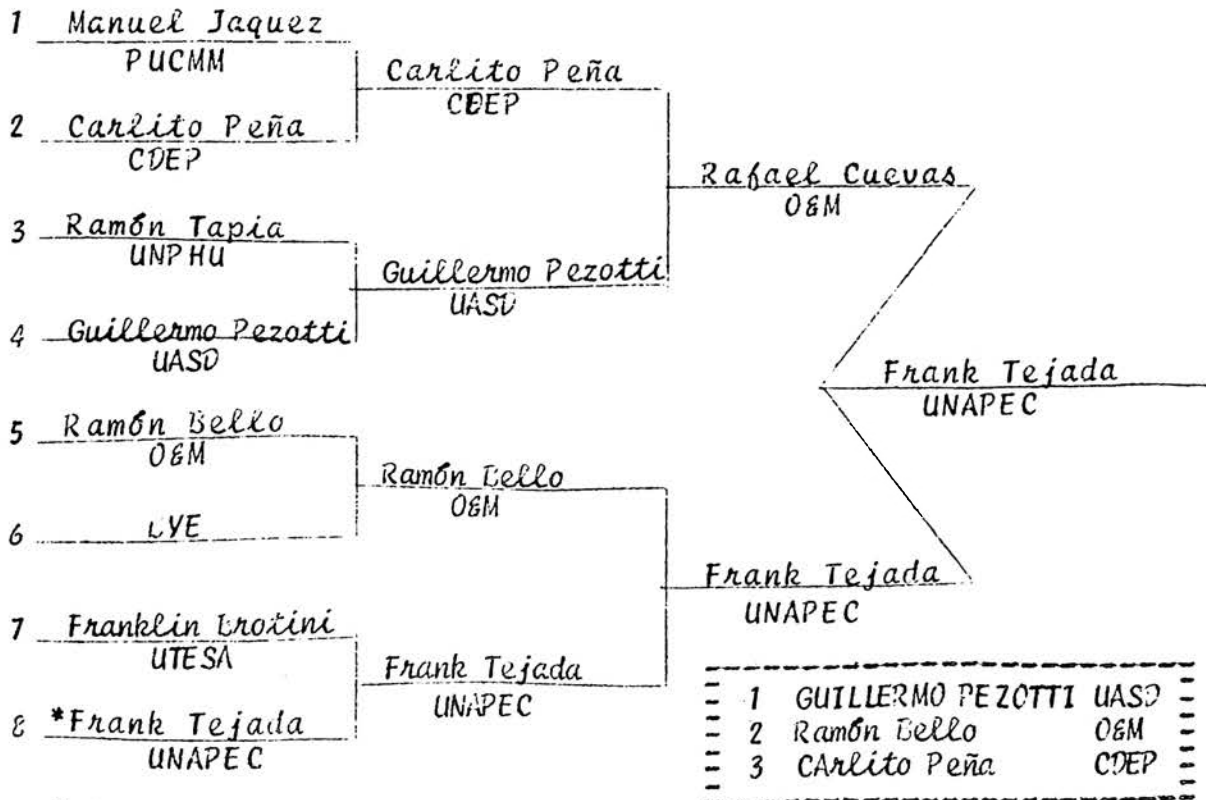 1 Manuel Jaquez
PUCMM
2 Carlito Peña
CDEP
3 Ramón Tapia
UNPHU
4 Guillermo Pezotti
UASD
5 Ramón Bello
O&M
6 BYE
7 Franklin Brotini
UTESA
8 *Frank Tejada
UNAPEC
Carlito Peña
CDEP
Guillermo Pezotti
UASD
Ramón Bello
O&M
Frank Tejada
UNAPEC
Rafael Cuevas
O&M
Frank Tejada
UNAPEC
Frank Tejada
UNAPEC
1 GUILLERMO PEZOTTI UASD
2 Ramón Bello O&M
3 CArlito Peña CDEP